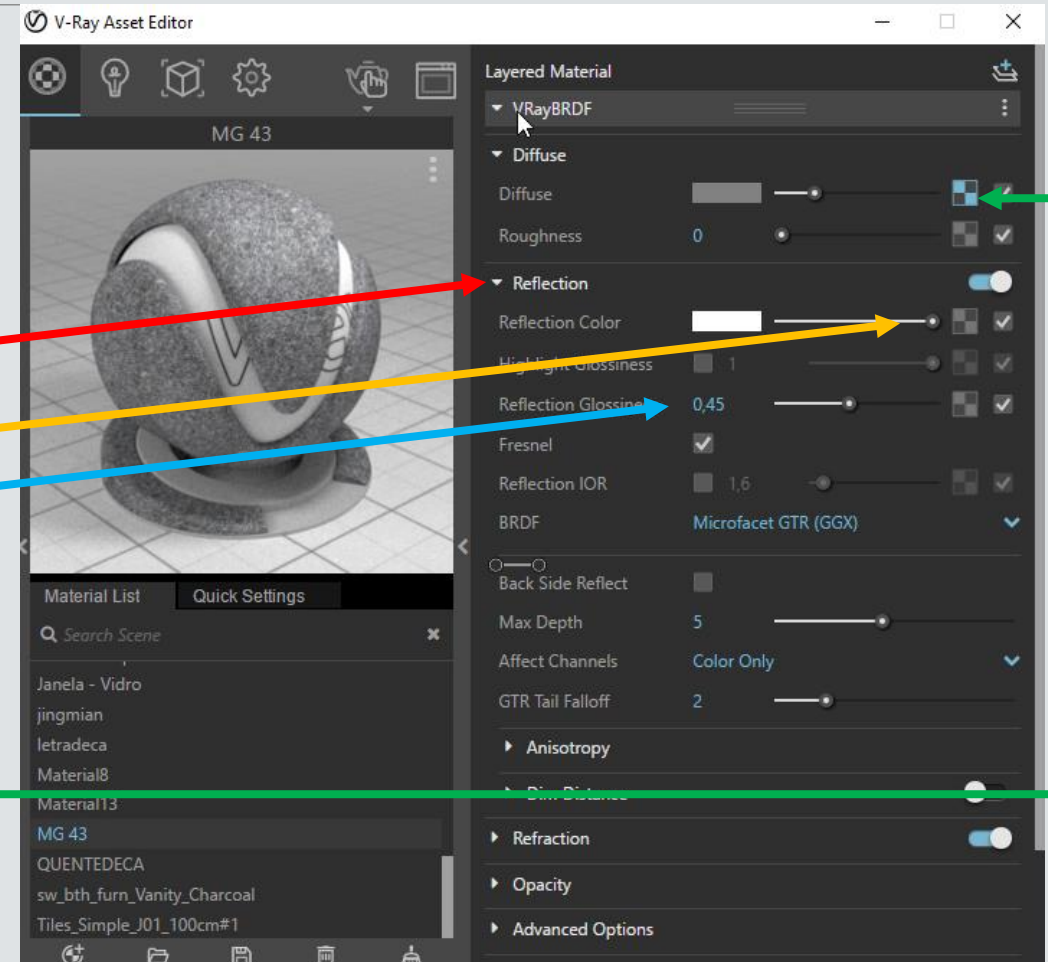 V-Ray Asset Editor
MG 43
Material List
Quick Settings
Search Scene
Janela - Vidro
jingmian
letradeca
Material8
Material13
MG 43
QUENTEDECA
sw_bth_furn_Vanity_Charcoal
Tiles_Simple_J01_100cm#1
Layered Material
VRayBRDF
Diffuse
Diffuse
Roughness 0
Reflection
Reflection Color
Highlight Glossiness 1
Reflection 0,45
Fresnel
Reflection IOR 1,6
BRDF Microfacet GTR (GGX)
Back Side Reflect
Max Depth 5
Affect Channels Color Only
GTR Tail Falloff 2
Anisotropy
Refraction
Opacity
Advanced Options